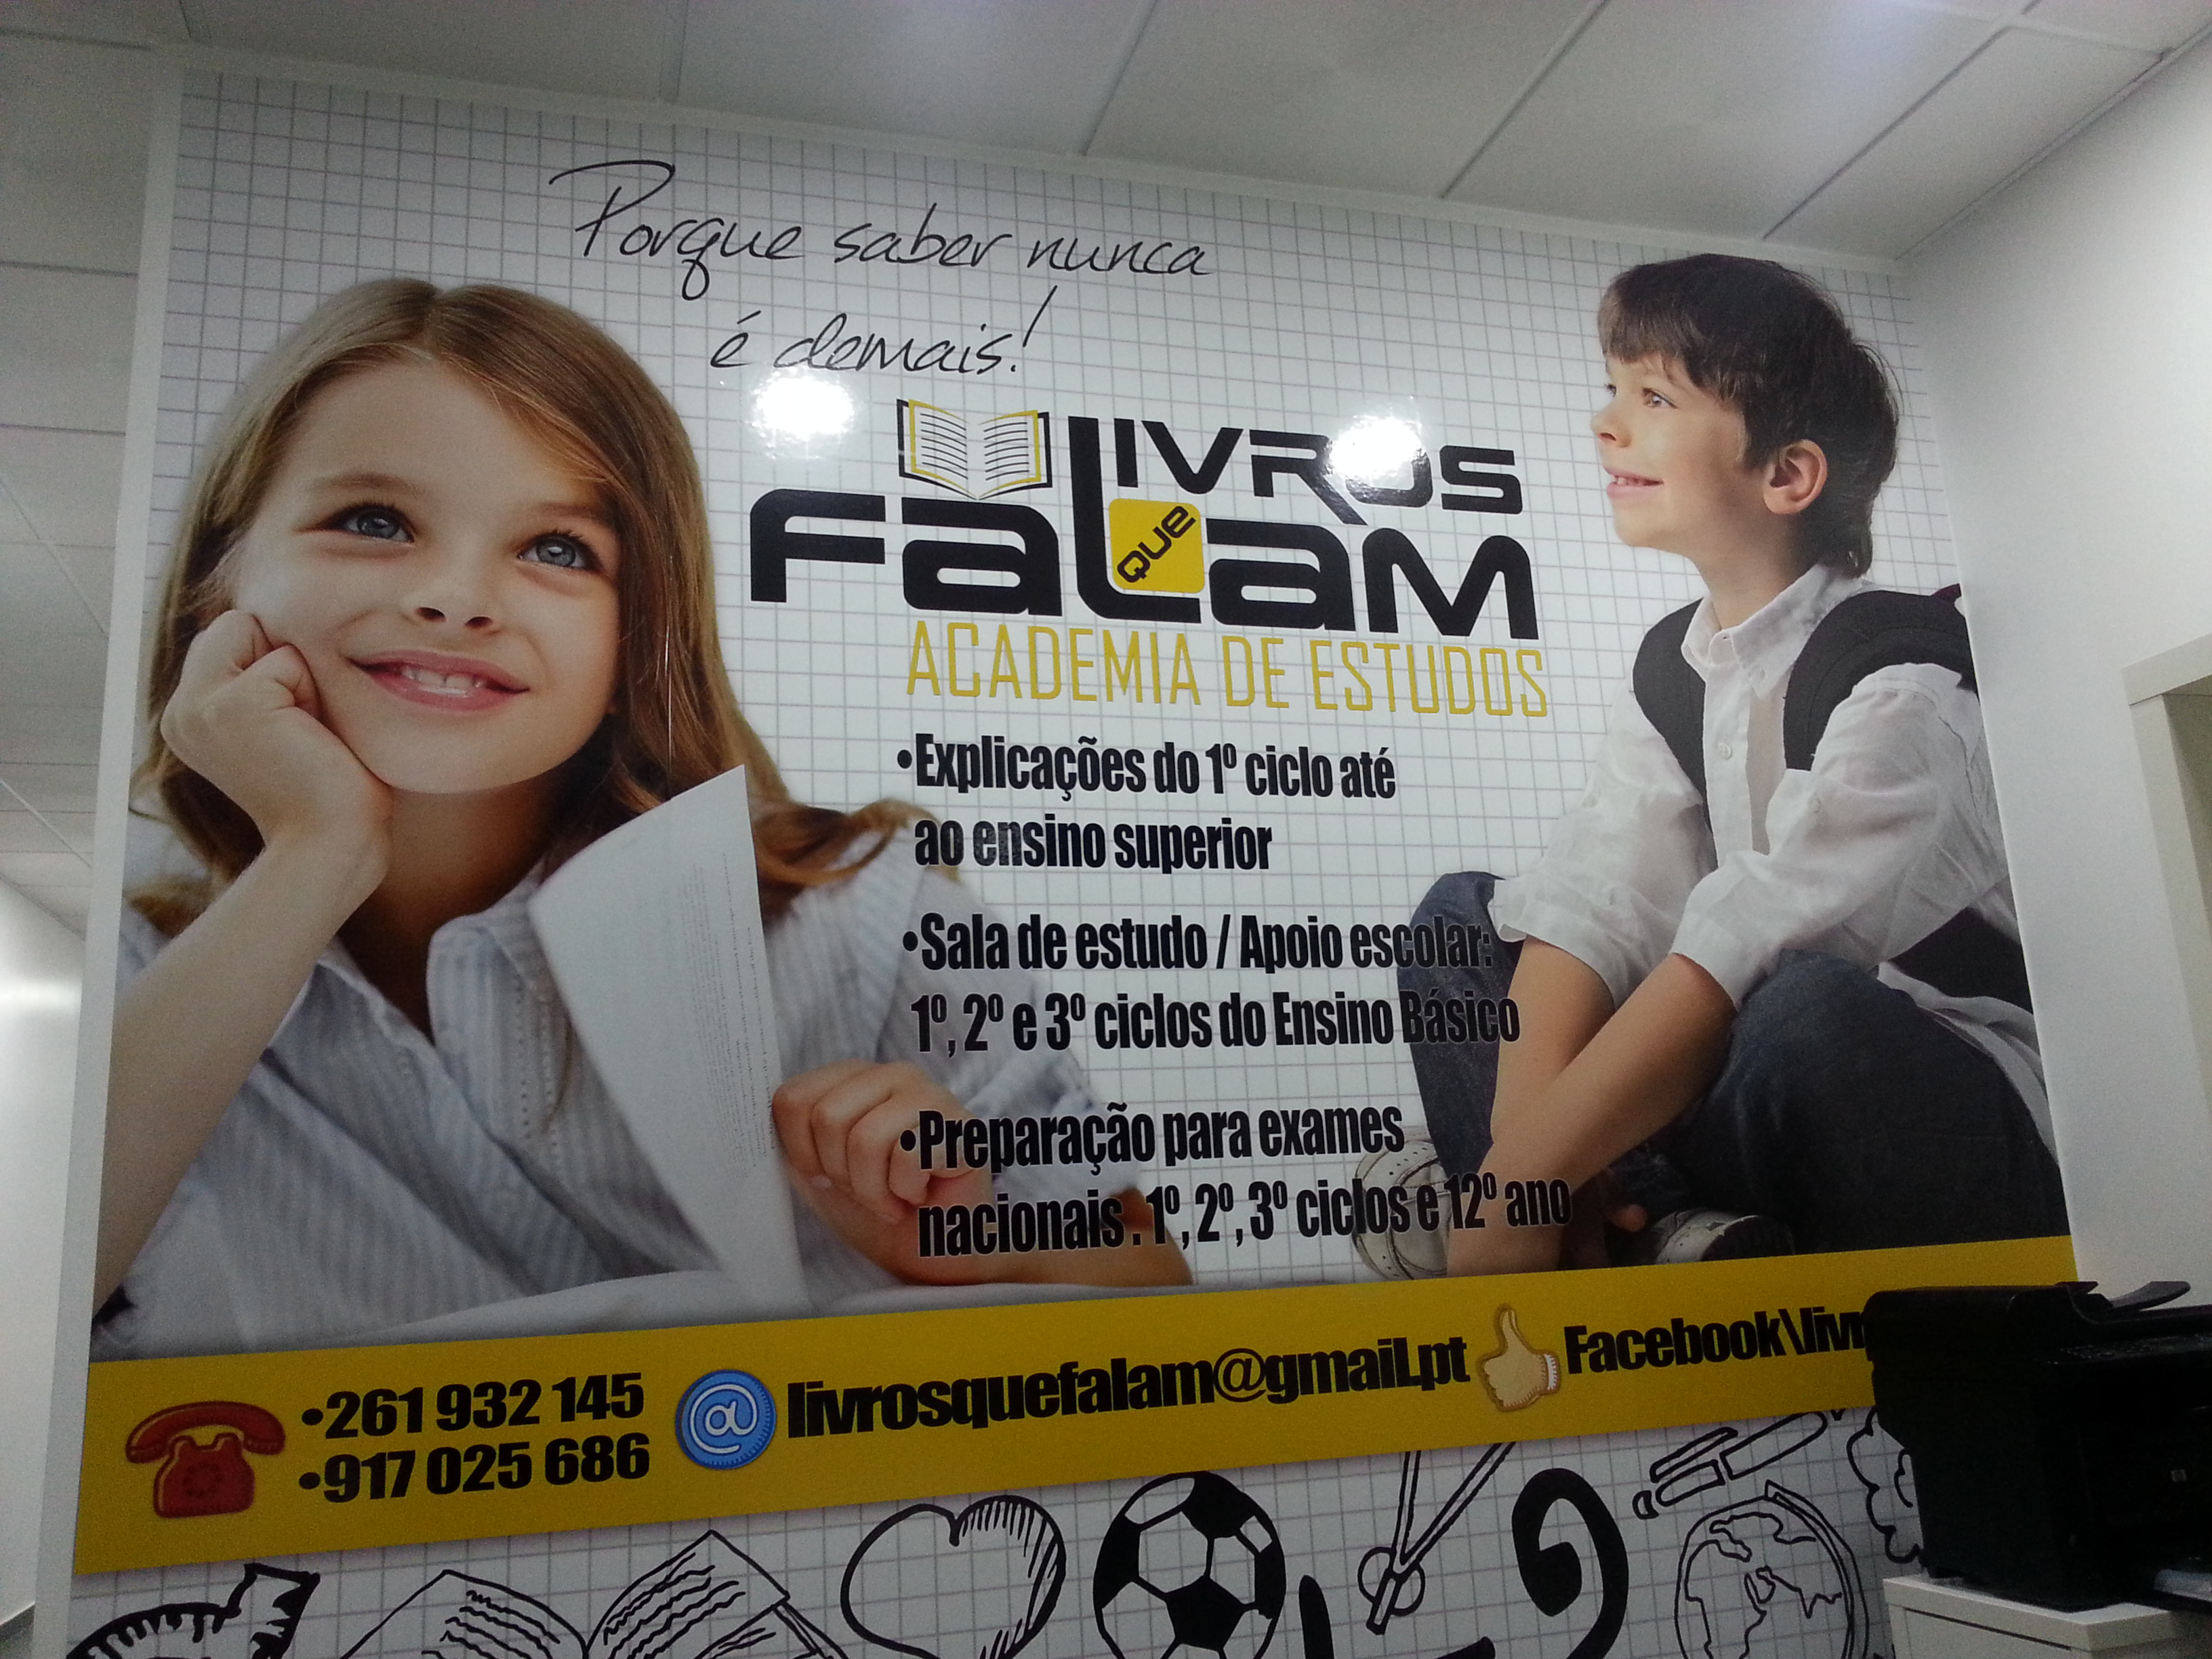 Porque saber nunca
é demais!
LIVROS
QUE
FALAM
ACADEMIA DE ESTUDOS
•Explicações do 1º ciclo até
ao ensino superior
•Sala de estudo / Apoio escolar:
1º, 2º e 3º ciclos do Ensino Básico
•Preparação para exames
nacionais . 1º, 2º, 3º ciclos e 12º ano
•261 932 145
•917 025 686
@
livrosquefalam@gmail.pt
Facebook\livr